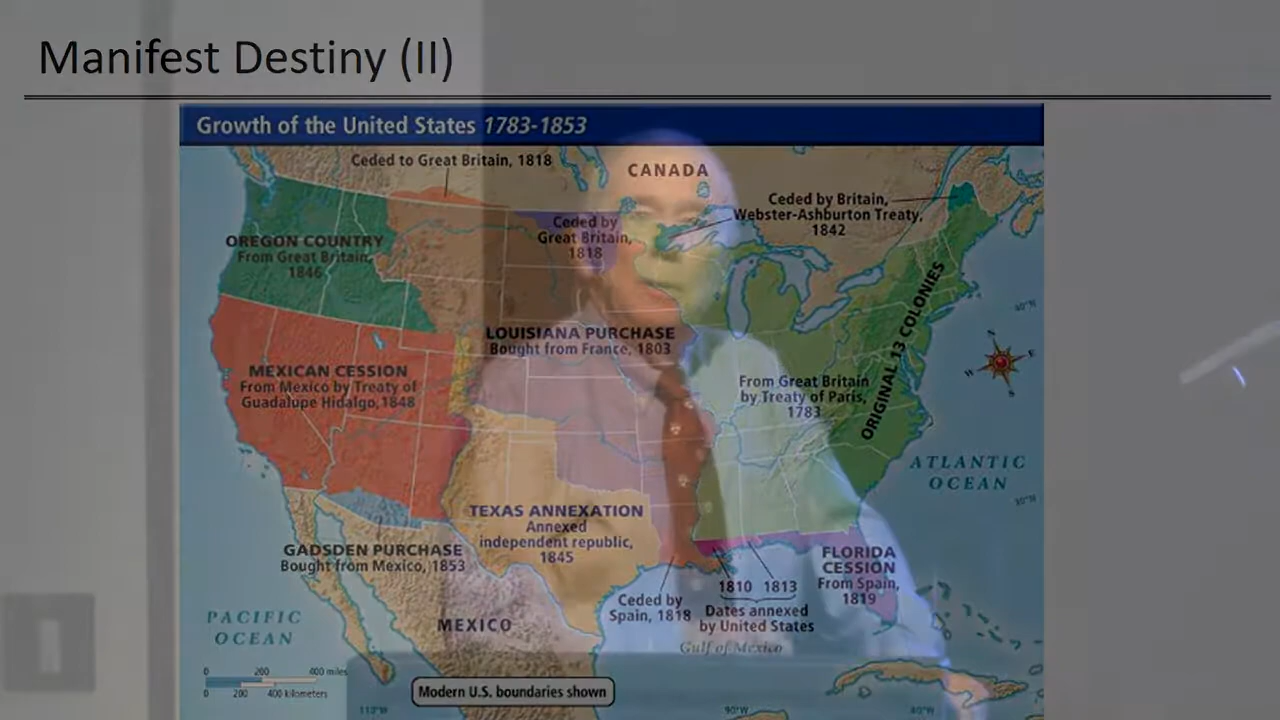 Manifest Destiny (II)
Growth of the United States 1783-1853
Ceded to Great Britain, 1818
CANADA
Ceded by Britain,
Webster-Ashburton Treaty,
1842
Ceded by
Great Britain,
1818
OREGON COUNTRY
From Great Britain,
1846
ORIGINAL 13 COLONIES
40°N
N
W
E
S
LOUISIANA PURCHASE
Bought from France, 1803
MEXICAN CESSION
From Mexico by Treaty of
Guadalupe Hidalgo, 1848
From Great Britain
by Treaty of Paris,
1783
ATLANTIC
OCEAN
30°N
TEXAS ANNEXATION
Annexed
independent republic,
1845
GADSDEN PURCHASE
Bought from Mexico, 1853
FLORIDA
CESSION
From Spain,
1819
1810 1813
Dates annexed
by United States
Ceded by
Spain, 1818
PACIFIC
OCEAN
MEXICO
Gulf of Mexico
0 200 400 miles
0 200 400 kilometers
Modern U.S. boundaries shown
110°W
90°W